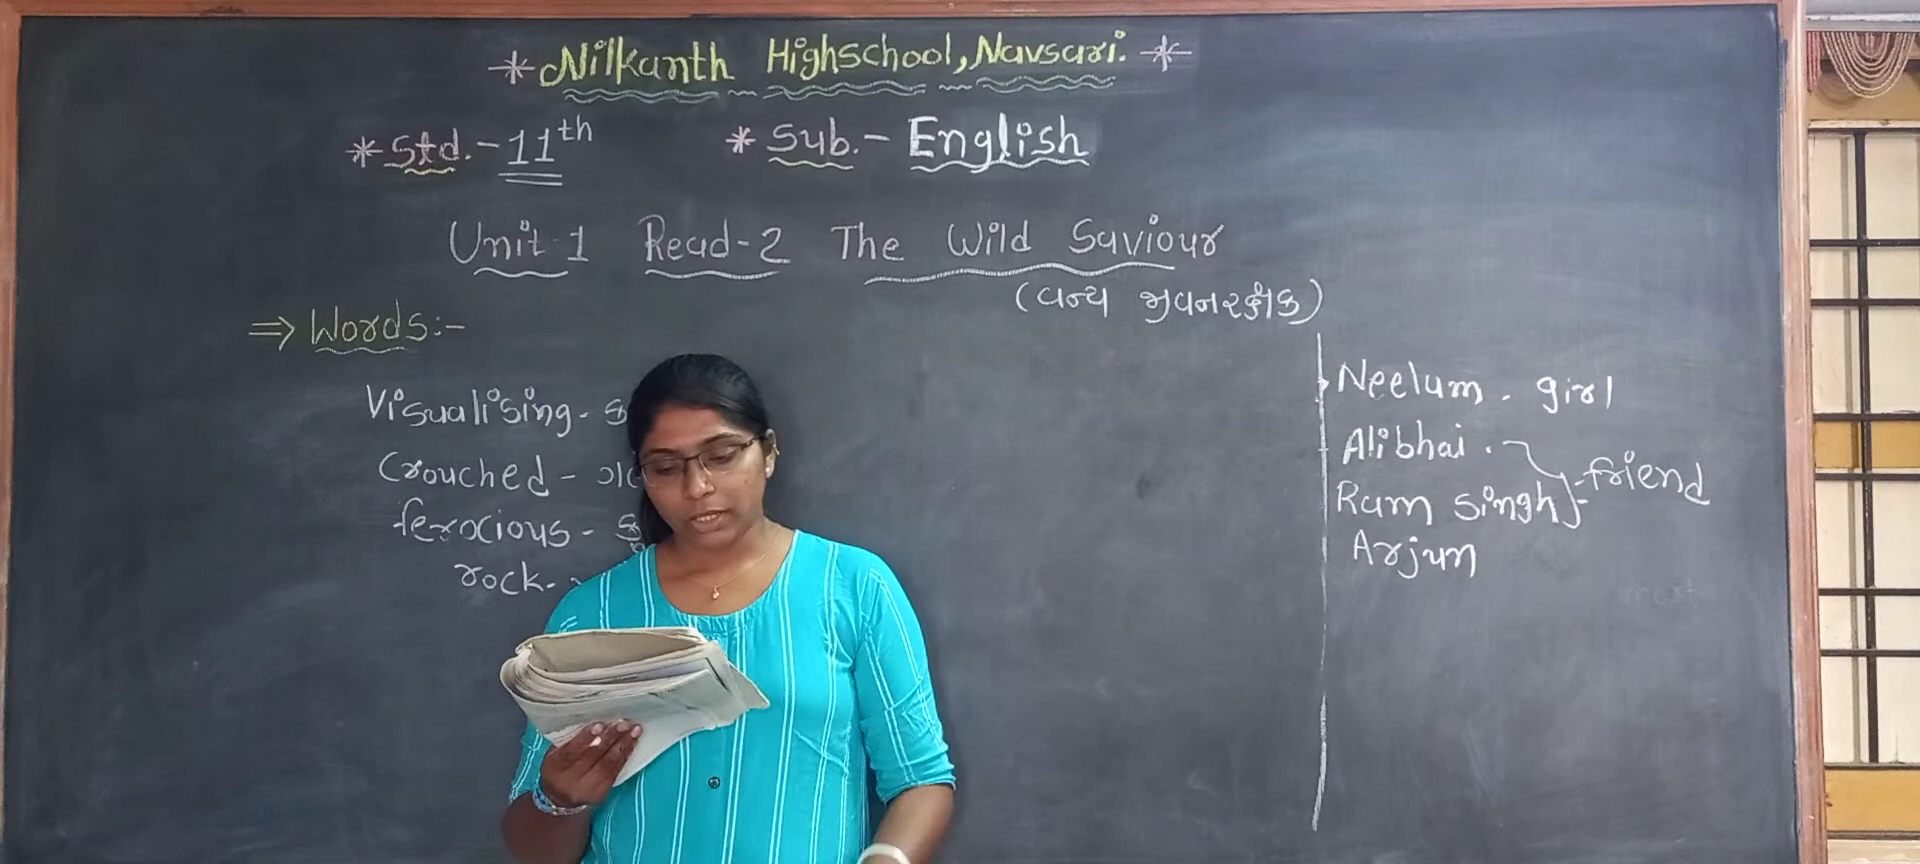 * Nilkanth Highschool, Navsari. *
* Std. - 11th * Sub. - English
Unit-1 Read-2 The Wild Saviour
(વન્ય જીવનરક્ષક)
⇒ Words:-
Visualising -
Crouched -
ferocious -
rock -
Neelum - girl
Alibhai -
Ram Singh - friend
Arjun